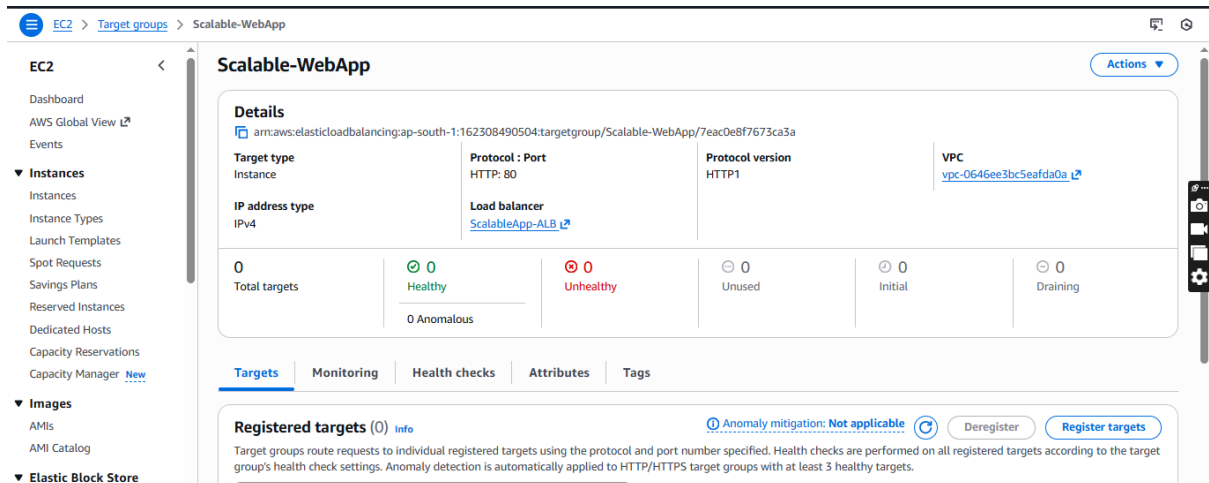 EC2 > Target groups > Scalable-WebApp
EC2
Dashboard
AWS Global View
Events
Instances
Instances
Instance Types
Launch Templates
Spot Requests
Savings Plans
Reserved Instances
Dedicated Hosts
Capacity Reservations
Capacity Manager New
Images
AMIs
AMI Catalog
Elastic Block Store
Scalable-WebApp
Actions
Details
arn:aws:elasticloadbalancing:ap-south-1:162308490504:targetgroup/Scalable-WebApp/7eac0e8f7673ca3a
Target type
Instance
Protocol : Port
HTTP: 80
Protocol version
HTTP1
VPC
vpc-0646ee3bc5eafda0a
IP address type
IPv4
Load balancer
ScalableApp-ALB
0
Total targets
0
Healthy
0 Anomalous
0
Unhealthy
0
Unused
0
Initial
0
Draining
Targets Monitoring Health checks Attributes Tags
Registered targets (0) Info
Anomaly mitigation: Not applicable
Deregister
Register targets
Target groups route requests to individual registered targets using the protocol and port number specified. Health checks are performed on all registered targets according to the target
group's health check settings. Anomaly detection is automatically applied to HTTP/HTTPS target groups with at least 3 healthy targets.